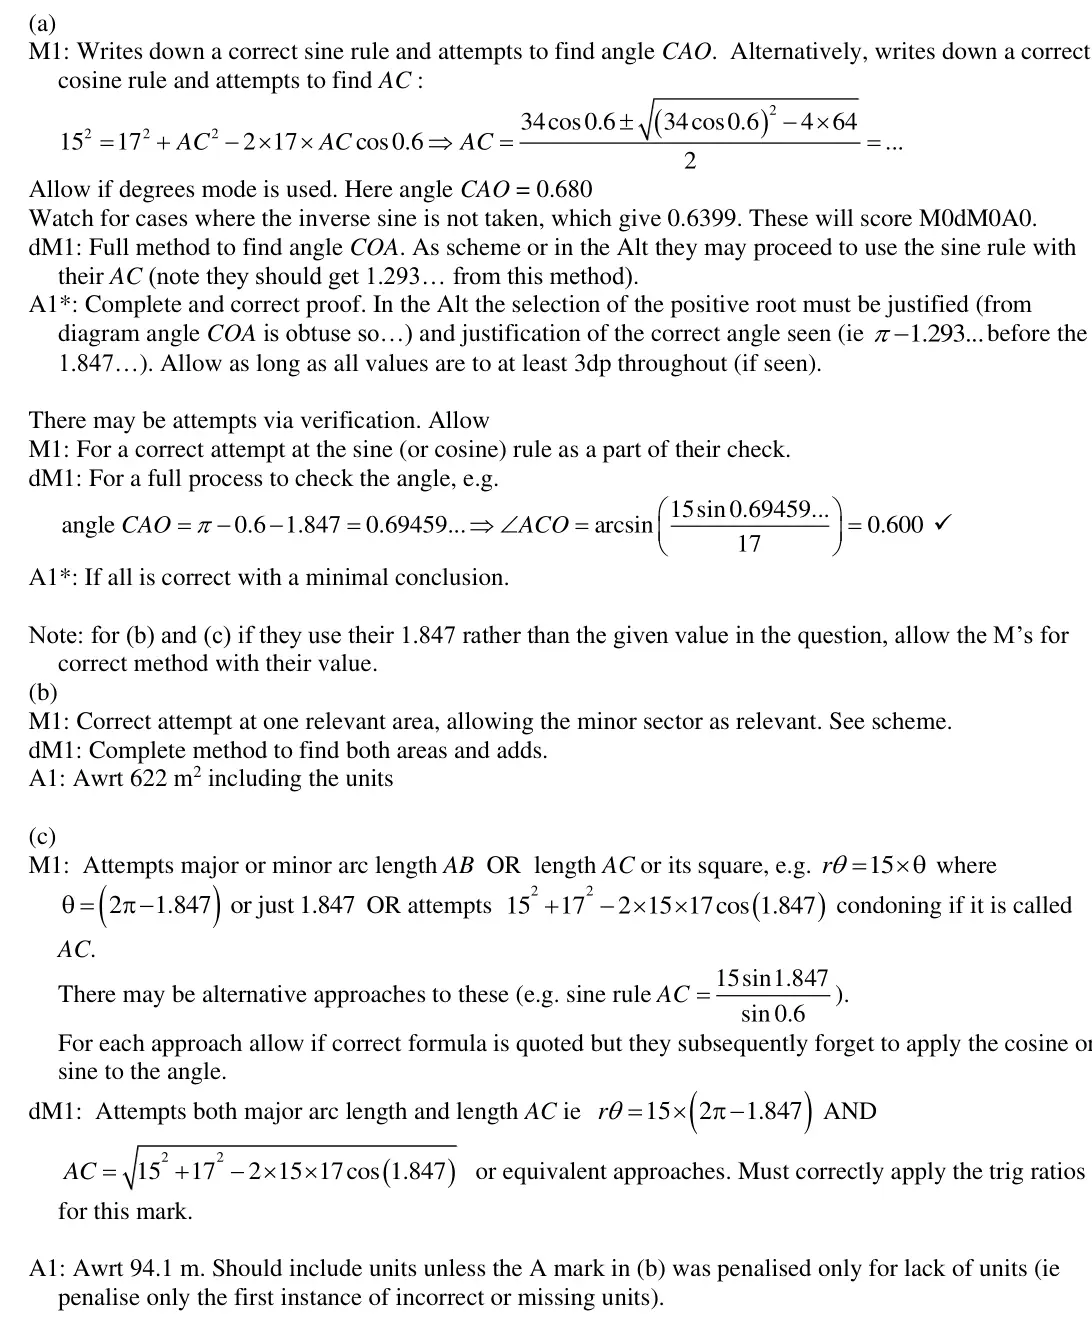 (a)
M1: Writes down a correct sine rule and attempts to find angle CAO. Alternatively, writes down a correct
cosine rule and attempts to find AC :
15² = 17² + AC² − 2×17× AC cos 0.6 ⇒ AC = (34cos0.6 ± √((34cos0.6)² − 4×64)) / 2 = ...
Allow if degrees mode is used. Here angle CAO = 0.680
Watch for cases where the inverse sine is not taken, which give 0.6399. These will score M0dM0A0.
dM1: Full method to find angle COA. As scheme or in the Alt they may proceed to use the sine rule with
their AC (note they should get 1.293… from this method).
A1*: Complete and correct proof. In the Alt the selection of the positive root must be justified (from
diagram angle COA is obtuse so…) and justification of the correct angle seen (ie π −1.293... before the
1.847…). Allow as long as all values are to at least 3dp throughout (if seen).
There may be attempts via verification. Allow
M1: For a correct attempt at the sine (or cosine) rule as a part of their check.
dM1: For a full process to check the angle, e.g.
angle CAO = π − 0.6 − 1.847 = 0.69459... ⇒ ∠ACO = arcsin(15sin0.69459... / 17) = 0.600 ✓
A1*: If all is correct with a minimal conclusion.
Note: for (b) and (c) if they use their 1.847 rather than the given value in the question, allow the M's for
correct method with their value.
(b)
M1: Correct attempt at one relevant area, allowing the minor sector as relevant. See scheme.
dM1: Complete method to find both areas and adds.
A1: Awrt 622 m² including the units
(c)
M1: Attempts major or minor arc length AB OR length AC or its square, e.g. rθ = 15×θ where
θ = (2π−1.847) or just 1.847 OR attempts 15² +17² − 2×15×17cos(1.847) condoning if it is called
AC.
There may be alternative approaches to these (e.g. sine rule AC = 15sin1.847 / sin0.6 ).
For each approach allow if correct formula is quoted but they subsequently forget to apply the cosine or
sine to the angle.
dM1: Attempts both major arc length and length AC ie rθ = 15×(2π−1.847) AND
AC = √(15² +17² − 2×15×17cos(1.847)) or equivalent approaches. Must correctly apply the trig ratios
for this mark.
A1: Awrt 94.1 m. Should include units unless the A mark in (b) was penalised only for lack of units (ie
penalise only the first instance of incorrect or missing units).